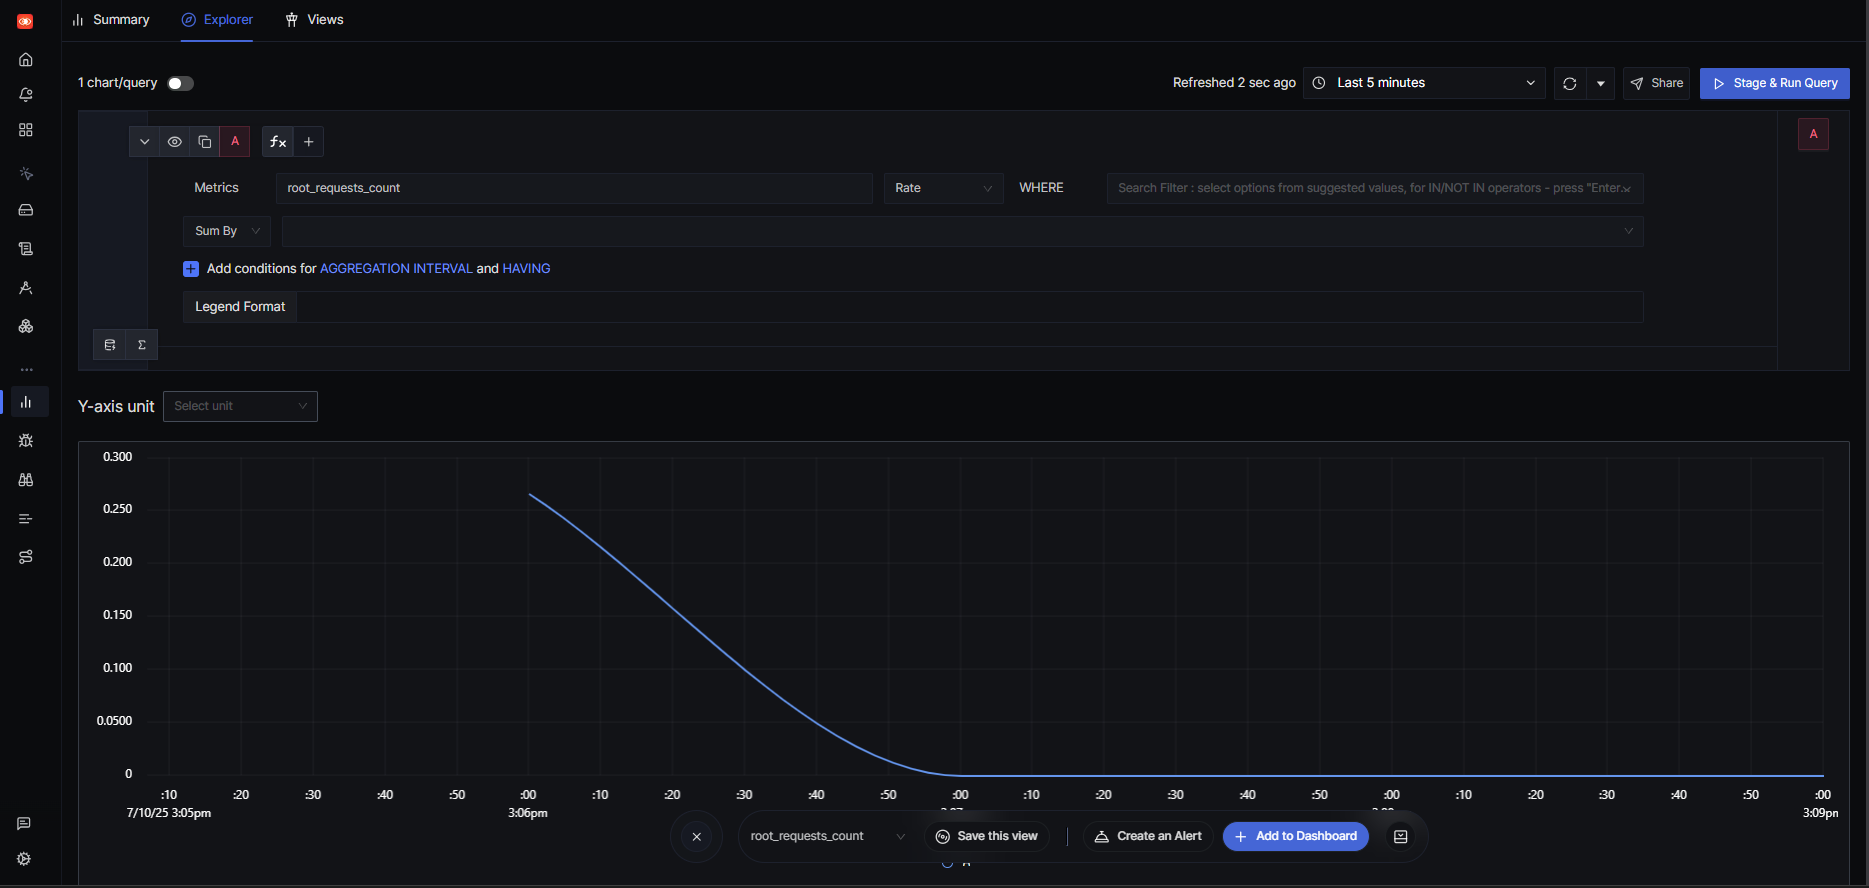 Summary Explorer Views
1 chart/query Refreshed 2 sec ago Last 5 minutes Share Stage & Run Query
A fx + A
Metrics root_requests_count Rate WHERE Search Filter : select options from suggested values, for IN/NOT IN operators - press "Enter...
Sum By
Add conditions for AGGREGATION INTERVAL and HAVING
Legend Format
Σ
Y-axis unit Select unit
0.300
0.250
0.200
0.150
0.100
0.0500
0
:10 :20 :30 :40 :50 :00 :10 :20 :30 :40 :50 :00 :10 :20 :30 :40 :50 :00 :10 :20 :30 :40 :50 :00
7/10/25 3:05pm 3:06pm 3:09pm
root_requests_count Save this view Create an Alert Add to Dashboard